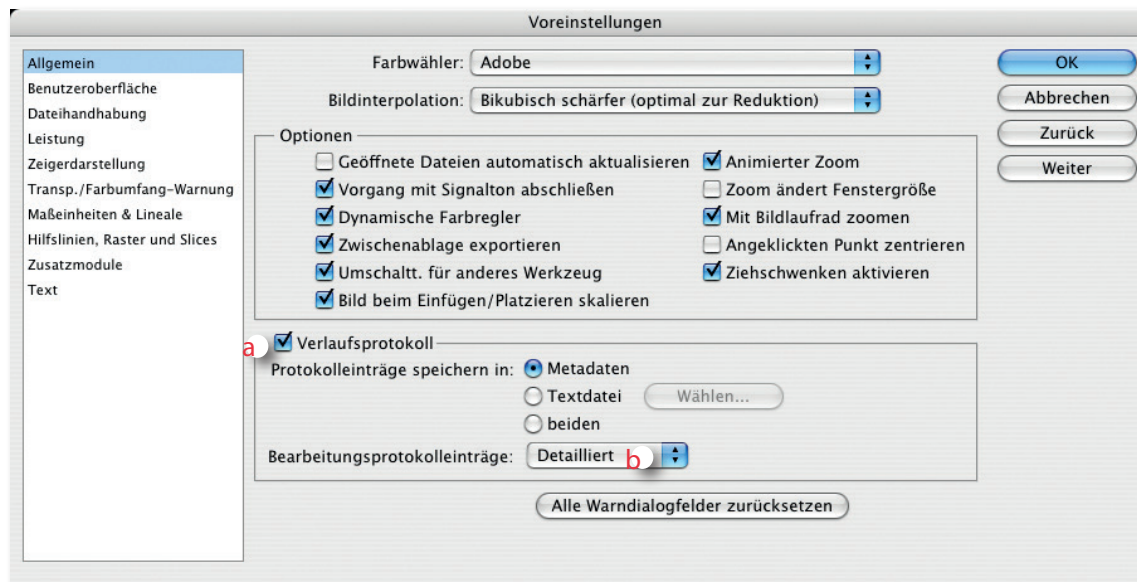 Voreinstellungen
Allgemein
Benutzeroberfläche
Dateihandhabung
Leistung
Zeigerdarstellung
Transp./Farbumfang-Warnung
Maßeinheiten & Lineale
Hilfslinien, Raster und Slices
Zusatzmodule
Text
Farbwähler: Adobe
Bildinterpolation: Bikubisch schärfer (optimal zur Reduktion)
Optionen
Geöffnete Dateien automatisch aktualisieren
Vorgang mit Signalton abschließen
Dynamische Farbregler
Zwischenablage exportieren
Umschaltt. für anderes Werkzeug
Bild beim Einfügen/Platzieren skalieren
Animierter Zoom
Zoom ändert Fenstergröße
Mit Bildlaufrad zoomen
Angeklickten Punkt zentrieren
Ziehschwenken aktivieren
a Verlaufsprotokoll
Protokolleinträge speichern in: Metadaten
Textdatei Wählen...
beiden
Bearbeitungsprotokolleinträge: Detailliert b
Alle Warndialogfelder zurücksetzen
OK
Abbrechen
Zurück
Weiter